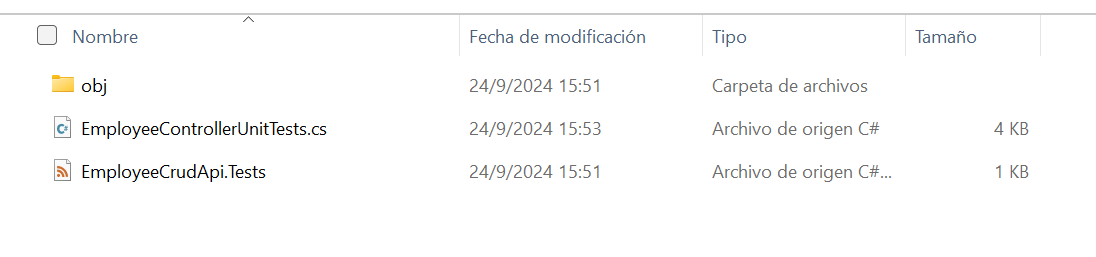 Nombre Fecha de modificación Tipo Tamaño
obj 24/9/2024 15:51 Carpeta de archivos
EmployeeControllerUnitTests.cs 24/9/2024 15:53 Archivo de origen C# 4 KB
EmployeeCrudApi.Tests 24/9/2024 15:51 Archivo de origen C#... 1 KB